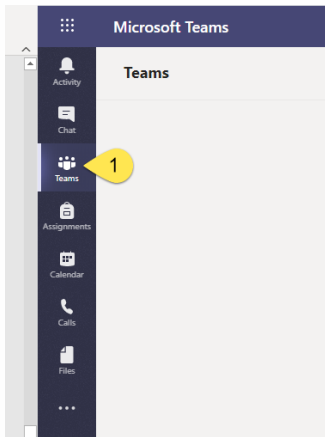 Microsoft Teams
Teams
Activity
Chat
Teams
1
Assignments
Calendar
Calls
Files